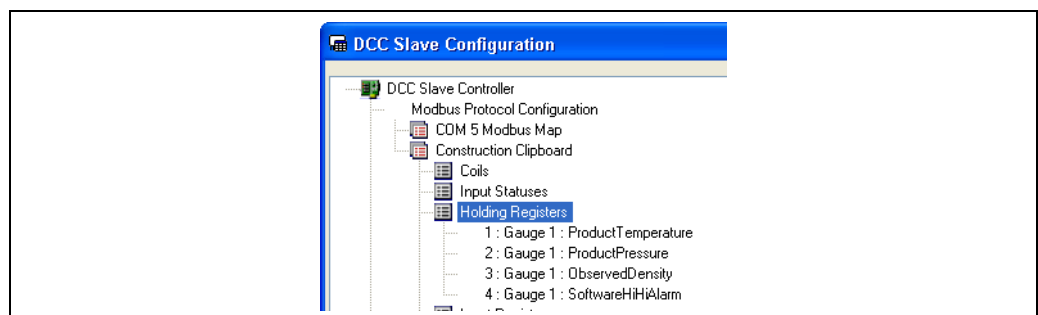 DCC Slave Configuration
DCC Slave Controller
Modbus Protocol Configuration
COM 5 Modbus Map
Construction Clipboard
Coils
Input Statuses
Holding Registers
1 : Gauge 1 : ProductTemperature
2 : Gauge 1 : ProductPressure
3 : Gauge 1 : ObservedDensity
4 : Gauge 1 : SoftwareHiHiAlarm